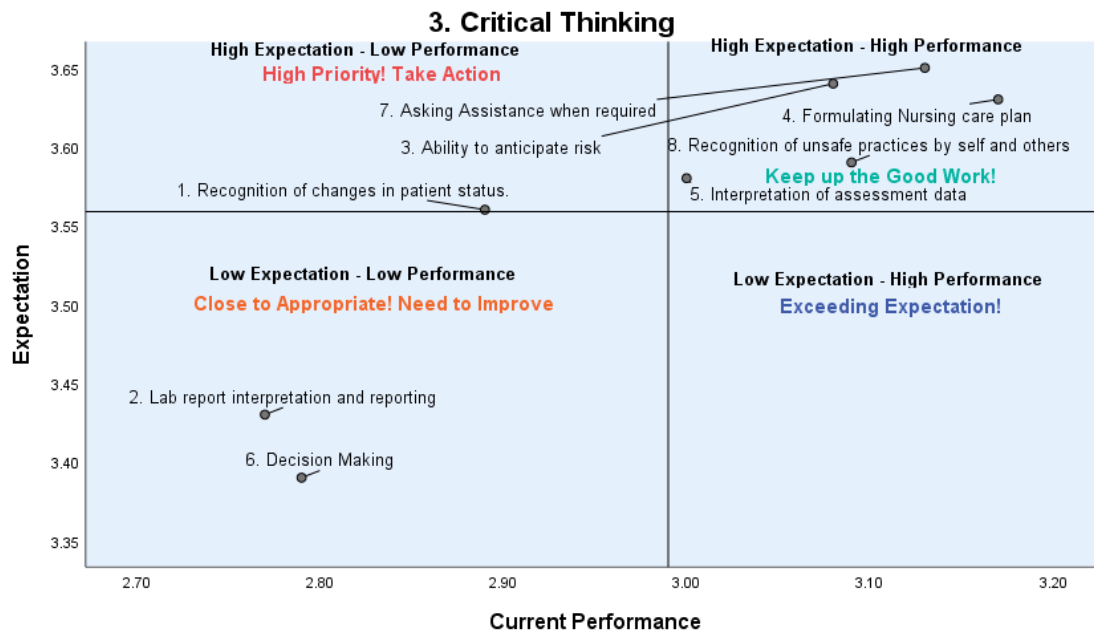 3. Critical Thinking
High Expectation - Low Performance
High Priority! Take Action
High Expectation - High Performance
7. Asking Assistance when required
4. Formulating Nursing care plan
3. Ability to anticipate risk
8. Recognition of unsafe practices by self and others
Keep up the Good Work!
1. Recognition of changes in patient status.
5. Interpretation of assessment data
Low Expectation - Low Performance
Close to Appropriate! Need to Improve
Low Expectation - High Performance
Exceeding Expectation!
2. Lab report interpretation and reporting
6. Decision Making
Expectation
3.65
3.60
3.55
3.50
3.45
3.40
3.35
2.70 2.80 2.90 3.00 3.10 3.20
Current Performance